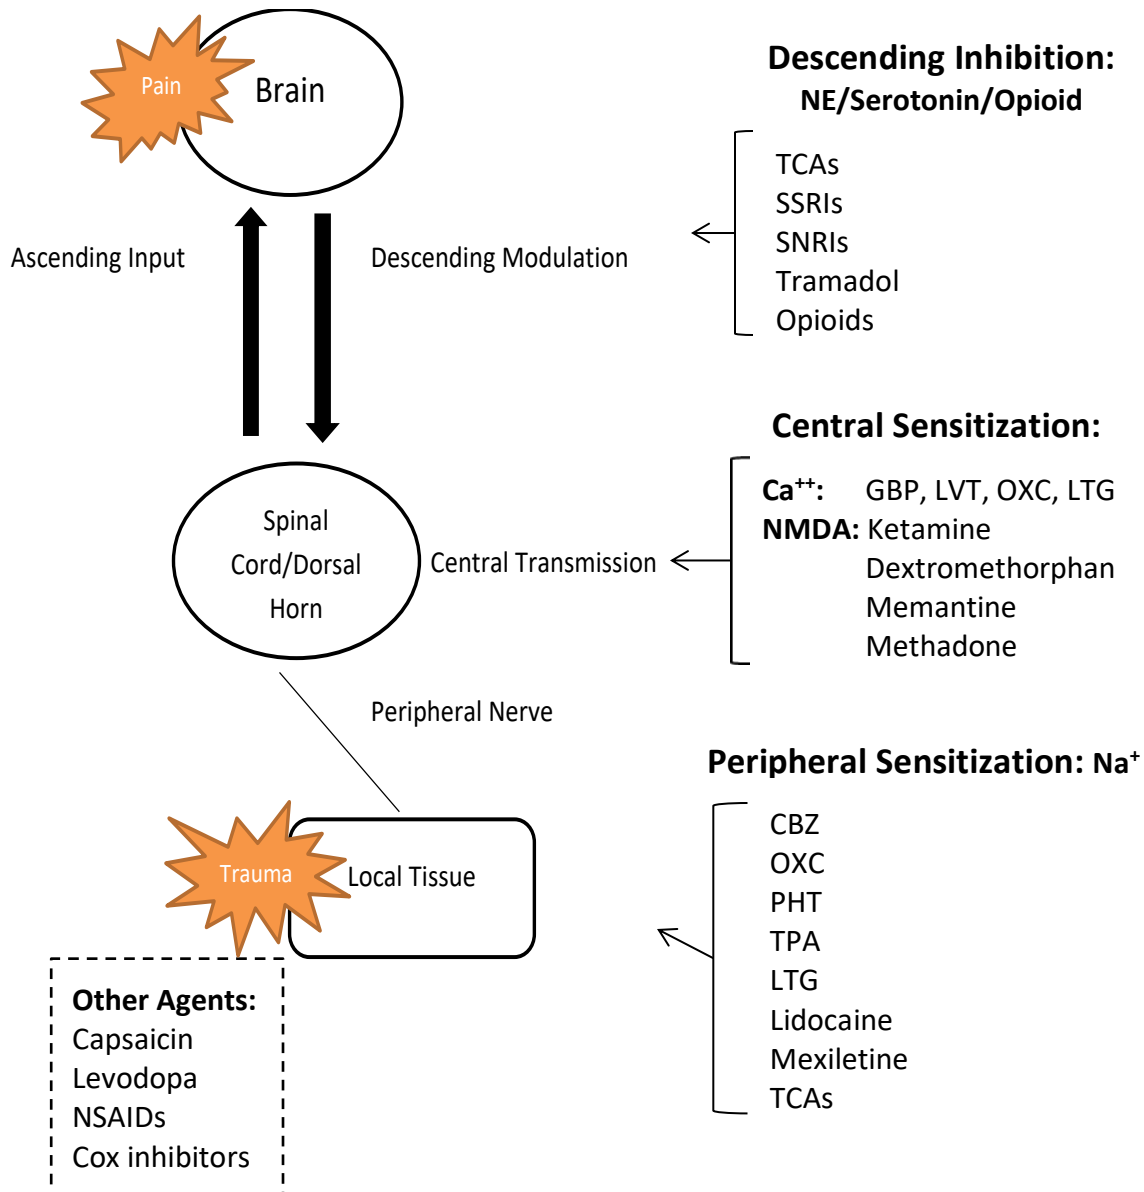 Pain
Brain
Ascending Input
Descending Modulation
Descending Inhibition:
NE/Serotonin/Opioid
TCAs
SSRIs
SNRIs
Tramadol
Opioids
Spinal
Cord/Dorsal
Horn
Central Transmission
Central Sensitization:
Ca⁺⁺: GBP, LVT, OXC, LTG
NMDA: Ketamine
Dextromethorphan
Memantine
Methadone
Peripheral Nerve
Peripheral Sensitization: Na⁺
CBZ
OXC
PHT
TPA
LTG
Lidocaine
Mexiletine
TCAs
Trauma
Local Tissue
Other Agents:
Capsaicin
Levodopa
NSAIDs
Cox inhibitors